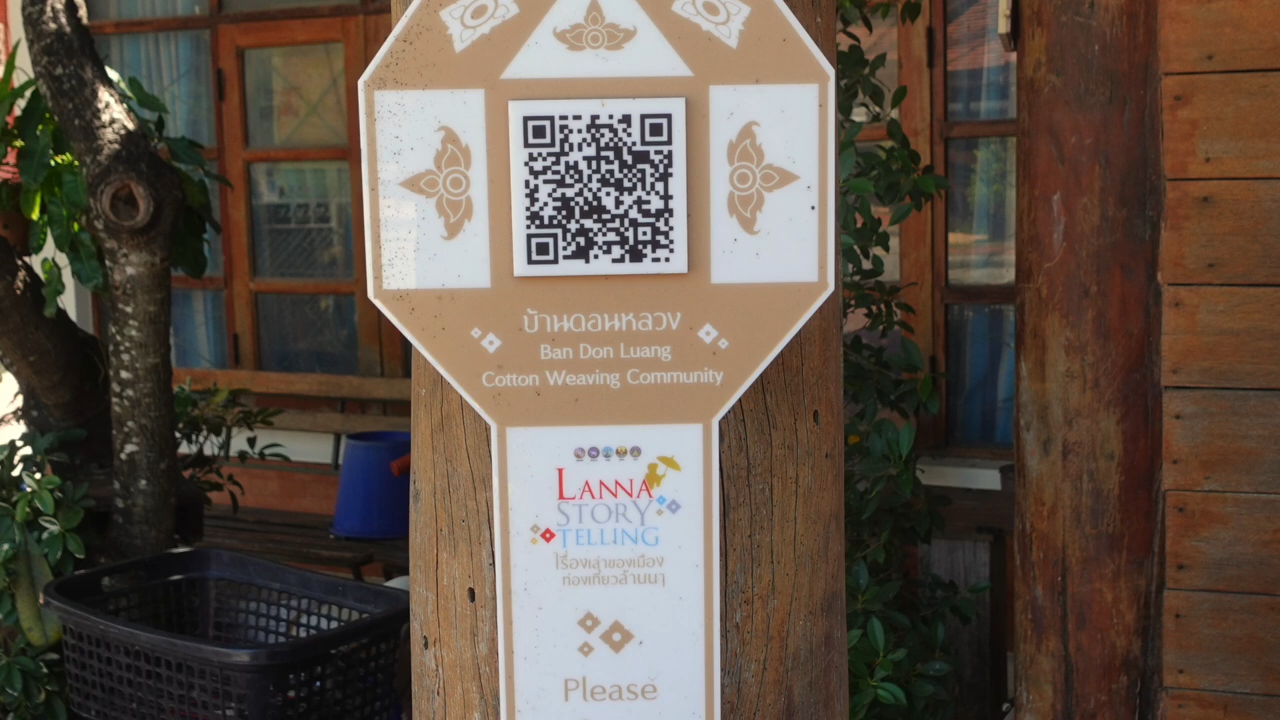 บ้านดอนหลวง
Ban Don Luang
Cotton Weaving Community
LANNA
STORY
TELLING
เรื่องเล่าของเมือง
ท่องเที่ยวล้านนา
Please